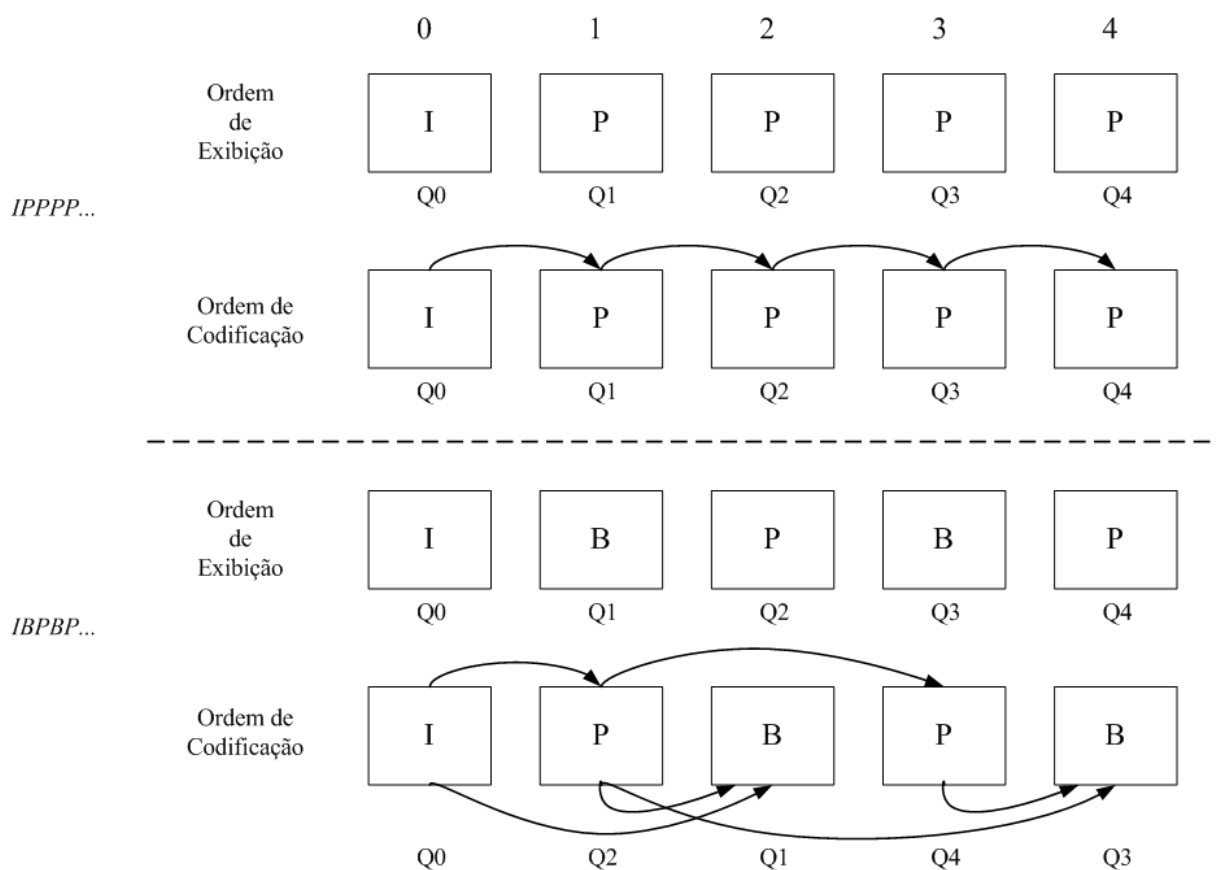 0 1 2 3 4
Ordem
de
Exibição
I P P P P
Q0 Q1 Q2 Q3 Q4
IPPPP...
Ordem de
Codificação
I P P P P
Q0 Q1 Q2 Q3 Q4
Ordem
de
Exibição
I B P B P
Q0 Q1 Q2 Q3 Q4
IBPBP...
Ordem de
Codificação
I P B P B
Q0 Q2 Q1 Q4 Q3